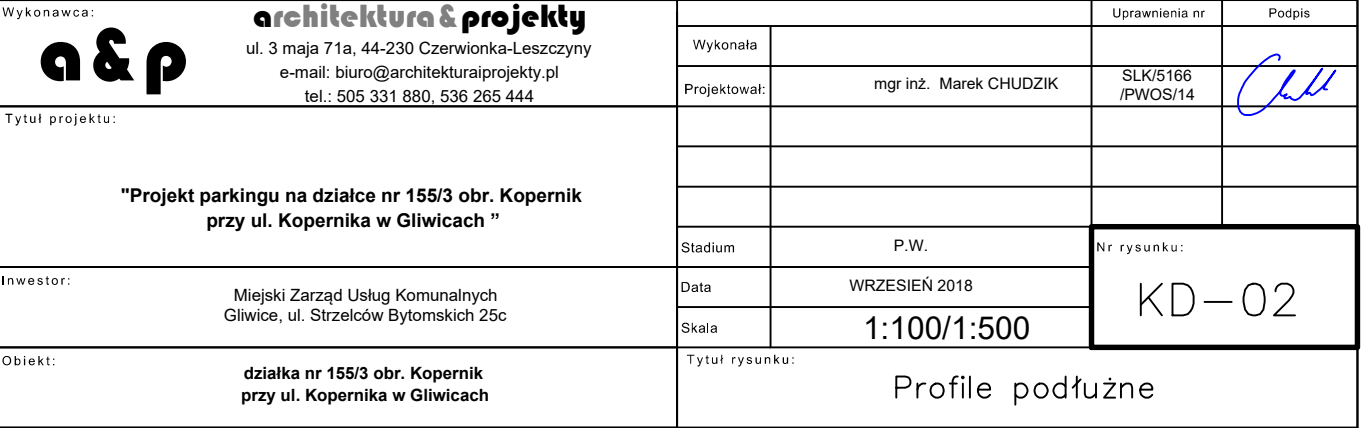 Wykonawca:
a&p
architektura & projekty
ul. 3 maja 71a, 44-230 Czerwionka-Leszczyny
e-mail: biuro@architekturaiprojekty.pl
tel.: 505 331 880, 536 265 444
Uprawnienia nr
Podpis
Wykonała
Projektował:
mgr inż. Marek CHUDZIK
SLK/5166
/PWOS/14
Tytuł projektu:
"Projekt parkingu na działce nr 155/3 obr. Kopernik
przy ul. Kopernika w Gliwicach ”
Stadium
P.W.
Nr rysunku:
KD-02
Inwestor:
Miejski Zarząd Usług Komunalnych
Gliwice, ul. Strzelców Bytomskich 25c
Data
WRZESIEŃ 2018
Skala
1:100/1:500
Obiekt:
działka nr 155/3 obr. Kopernik
przy ul. Kopernika w Gliwicach
Tytuł rysunku:
Profile podłużne